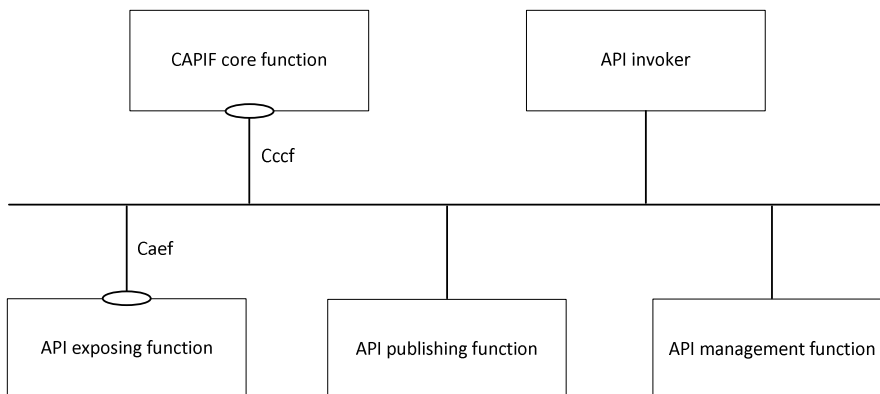 CAPIF core function
API invoker
Cccf
Caef
API exposing function
API publishing function
API management function